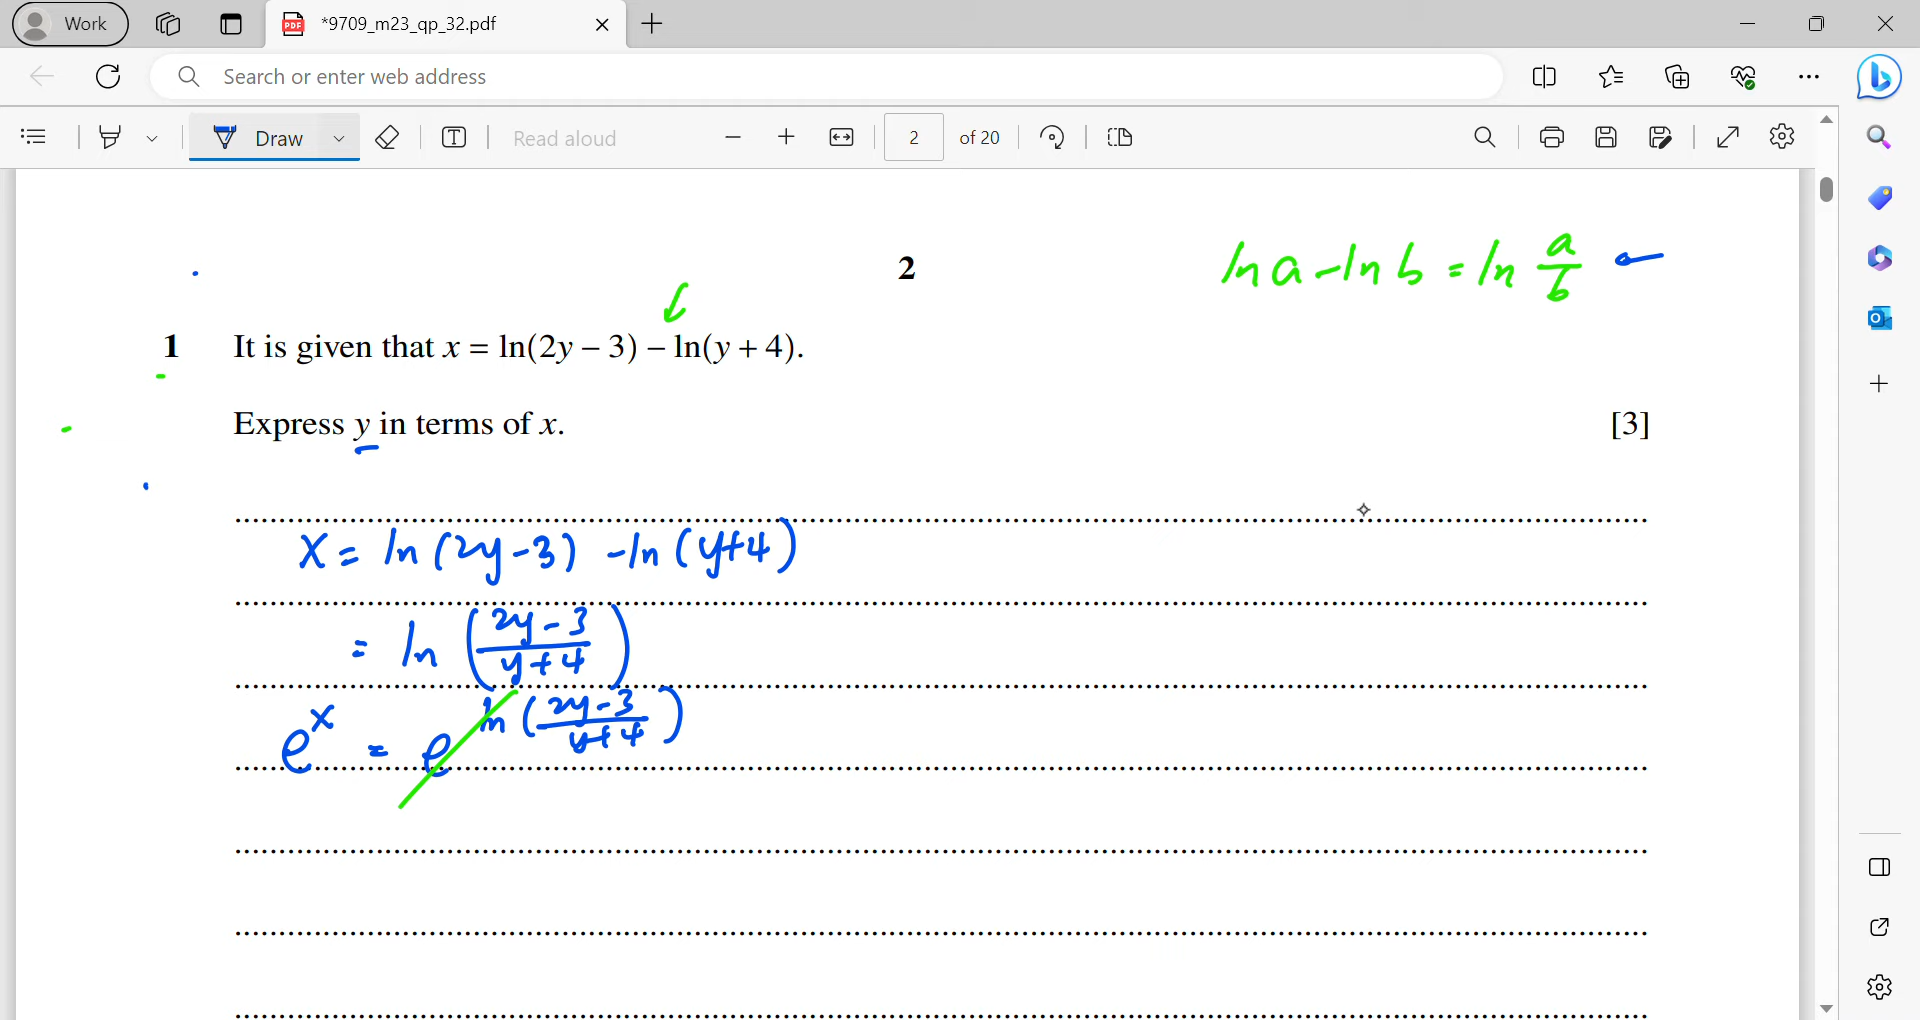 Work
*9709_m23_qp_32.pdf
Search or enter web address
Draw
Read aloud
2
of 20
ln a - ln b = ln a/b
2
1 It is given that x = ln(2y − 3) − ln(y + 4).
Express y in terms of x. [3]
x = ln (2y-3) - ln (y+4)
= ln ( 2y-3 / y+4 )
e^x = e^ln ( 2y-3 / y+4 )